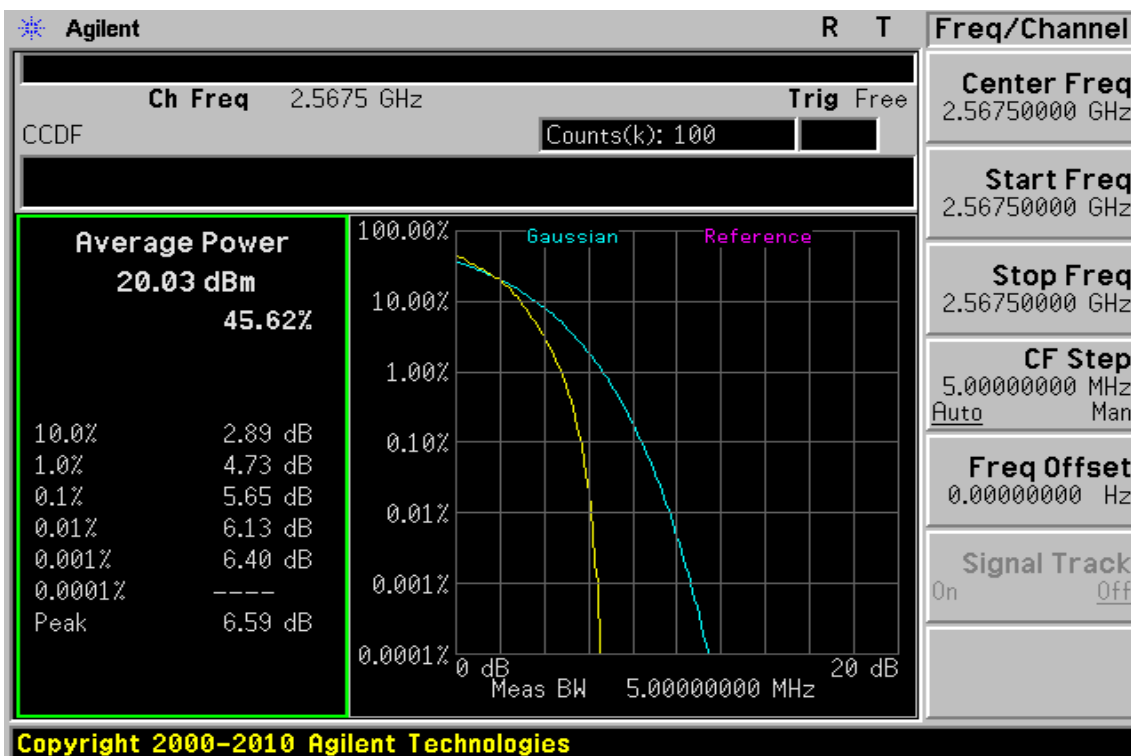 Agilent R T
Ch Freq 2.5675 GHz Trig Free
CCDF Counts(k): 100
Average Power
20.03 dBm
45.62%
10.0% 2.89 dB
1.0% 4.73 dB
0.1% 5.65 dB
0.01% 6.13 dB
0.001% 6.40 dB
0.0001% ----
Peak 6.59 dB
Gaussian Reference
100.00%
10.00%
1.00%
0.10%
0.01%
0.001%
0.0001%
0 dB 20 dB
Meas BW 5.00000000 MHz
Freq/Channel
Center Freq
2.56750000 GHz
Start Freq
2.56750000 GHz
Stop Freq
2.56750000 GHz
CF Step
5.00000000 MHz
Auto Man
Freq Offset
0.00000000 Hz
Signal Track
On Off
Copyright 2000-2010 Agilent Technologies